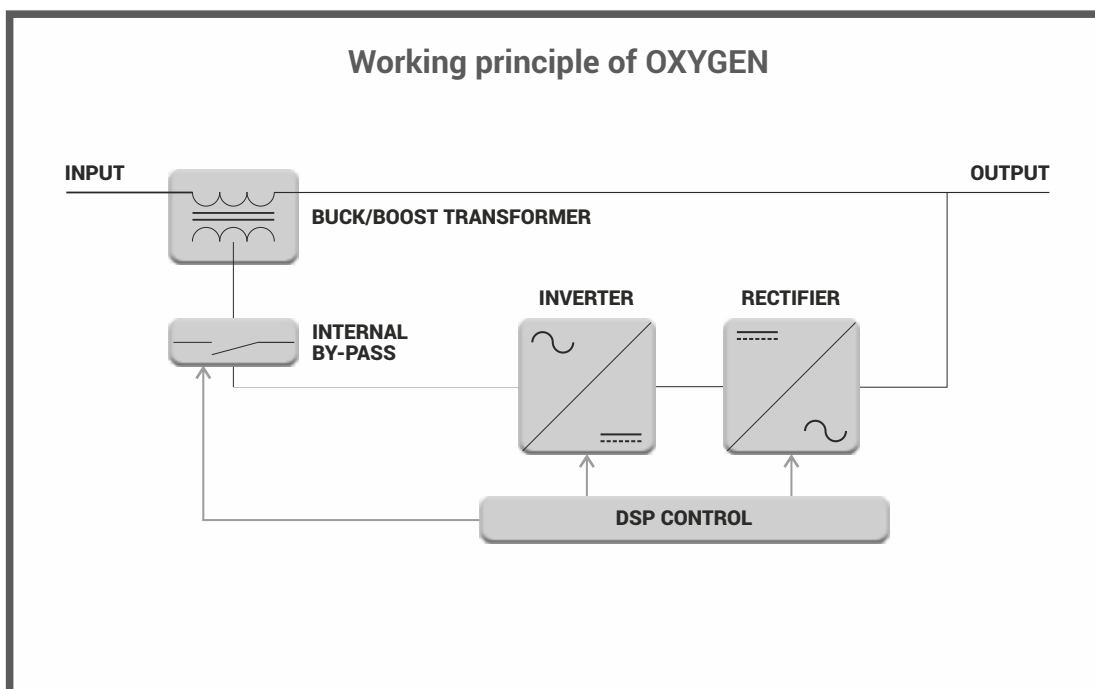 Working principle of OXYGEN
INPUT
OUTPUT
BUCK/BOOST TRANSFORMER
INVERTER
RECTIFIER
INTERNAL
BY-PASS
DSP CONTROL